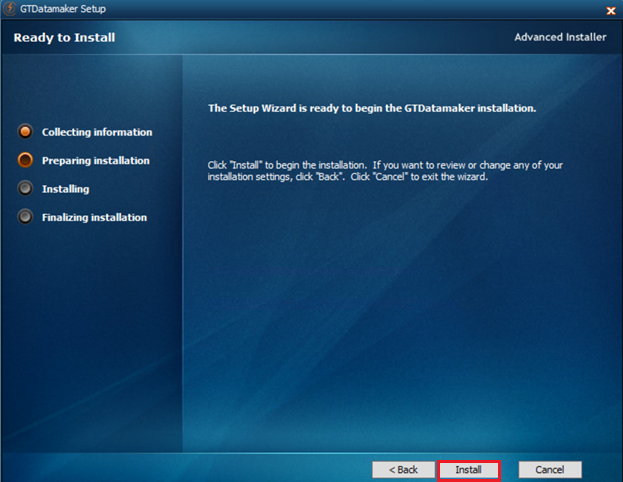 GTDatamaker Setup
Ready to Install
Advanced Installer
Collecting information
Preparing installation
Installing
Finalizing installation
The Setup Wizard is ready to begin the GTDatamaker installation.
Click "Install" to begin the installation. If you want to review or change any of your
installation settings, click "Back". Click "Cancel" to exit the wizard.
< Back
Install
Cancel